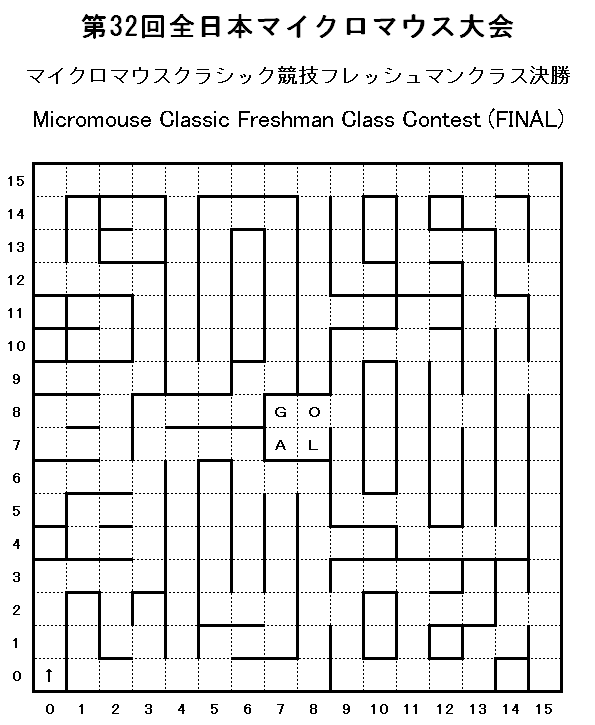 第32回全日本マイクロマウス大会
マイクロマウスクラシック競技フレッシュマンクラス決勝
Micromouse Classic Freshman Class Contest (FINAL)
15
14
13
12
11
10
9
8 G O
7 A L
6
5
4
3
2
1
0 ↑
0 1 2 3 4 5 6 7 8 9 10 11 12 13 14 15